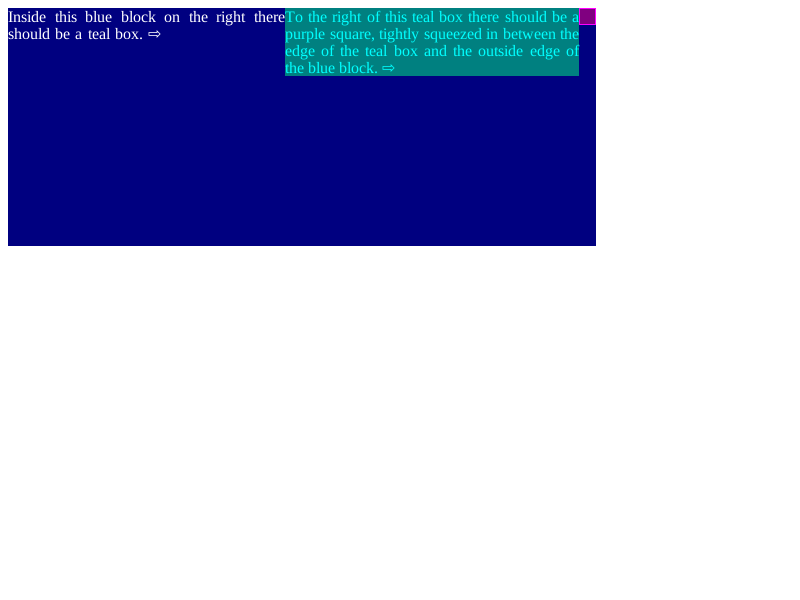 Inside this blue block on the right there
should be a teal box. ⇨
To the right of this teal box there should be a
purple square, tightly squeezed in between the
edge of the teal box and the outside edge of
the blue block. ⇨